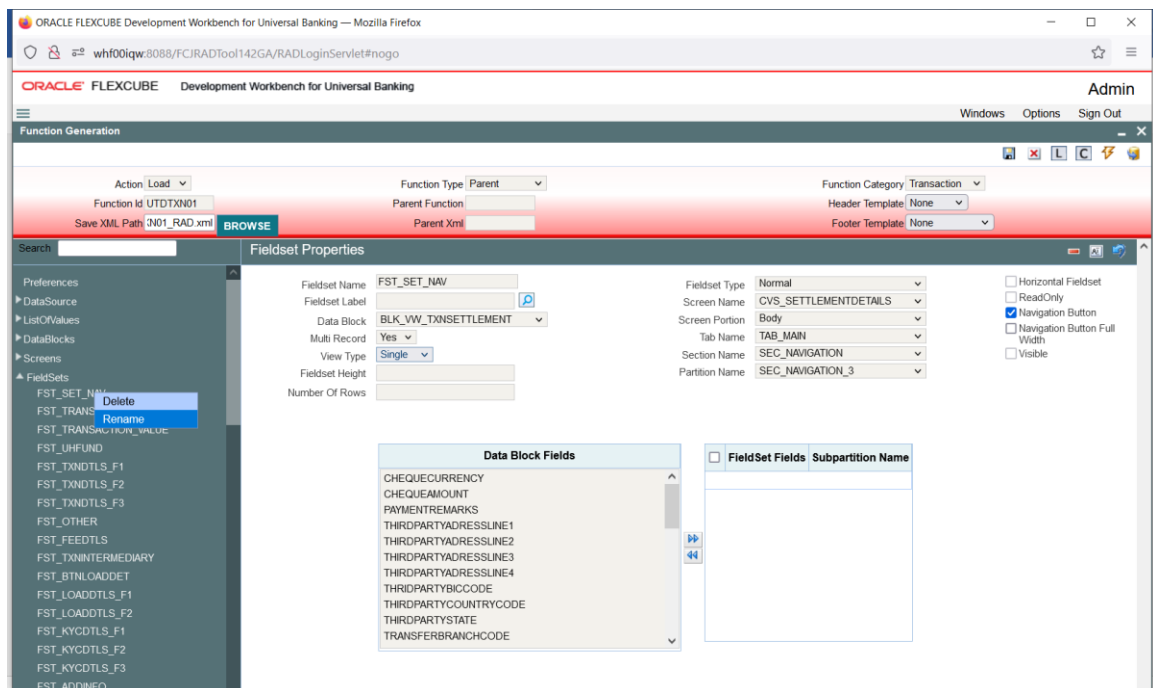 ORACLE FLEXCUBE Development Workbench for Universal Banking — Mozilla Firefox
whf00iqw:8088/FCJRADTool142GA/RADLoginServlet#nogo
ORACLE FLEXCUBE Development Workbench for Universal Banking Admin
Windows Options Sign Out
Function Generation
L C
Action Load Function Type Parent Function Category Transaction
Function Id UTDTXN01 Parent Function Header Template None
Save XML Path N01_RAD.xml BROWSE Parent Xml Footer Template None
Search Fieldset Properties
Preferences
DataSource
ListOfValues
DataBlocks
Screens
FieldSets
FST_SET_NAV
FST_TRANS
FST_TRANSACTION_VALUE
FST_UHFUND
FST_TXNDTLS_F1
FST_TXNDTLS_F2
FST_TXNDTLS_F3
FST_OTHER
FST_FEEDTLS
FST_TXNINTERMEDIARY
FST_BTNLOADDET
FST_LOADDTLS_F1
FST_LOADDTLS_F2
FST_KYCDTLS_F1
FST_KYCDTLS_F2
FST_KYCDTLS_F3
FST_ADDINFO
Delete
Rename
Fieldset Name FST_SET_NAV
Fieldset Label
Data Block BLK_VW_TXNSETTLEMENT
Multi Record Yes
View Type Single
Fieldset Height
Number Of Rows
Fieldset Type Normal
Screen Name CVS_SETTLEMENTDETAILS
Screen Portion Body
Tab Name TAB_MAIN
Section Name SEC_NAVIGATION
Partition Name SEC_NAVIGATION_3
Horizontal Fieldset
ReadOnly
Navigation Button
Navigation Button Full
Width
Visible
Data Block Fields
CHEQUECURRENCY
CHEQUEAMOUNT
PAYMENTREMARKS
THIRDPARTYADRESSLINE1
THIRDPARTYADRESSLINE2
THIRDPARTYADRESSLINE3
THIRDPARTYADRESSLINE4
THRIDPARTYBICCODE
THIRDPARTYCOUNTRYCODE
THIRDPARTYSTATE
TRANSFERBRANCHCODE
FieldSet Fields Subpartition Name